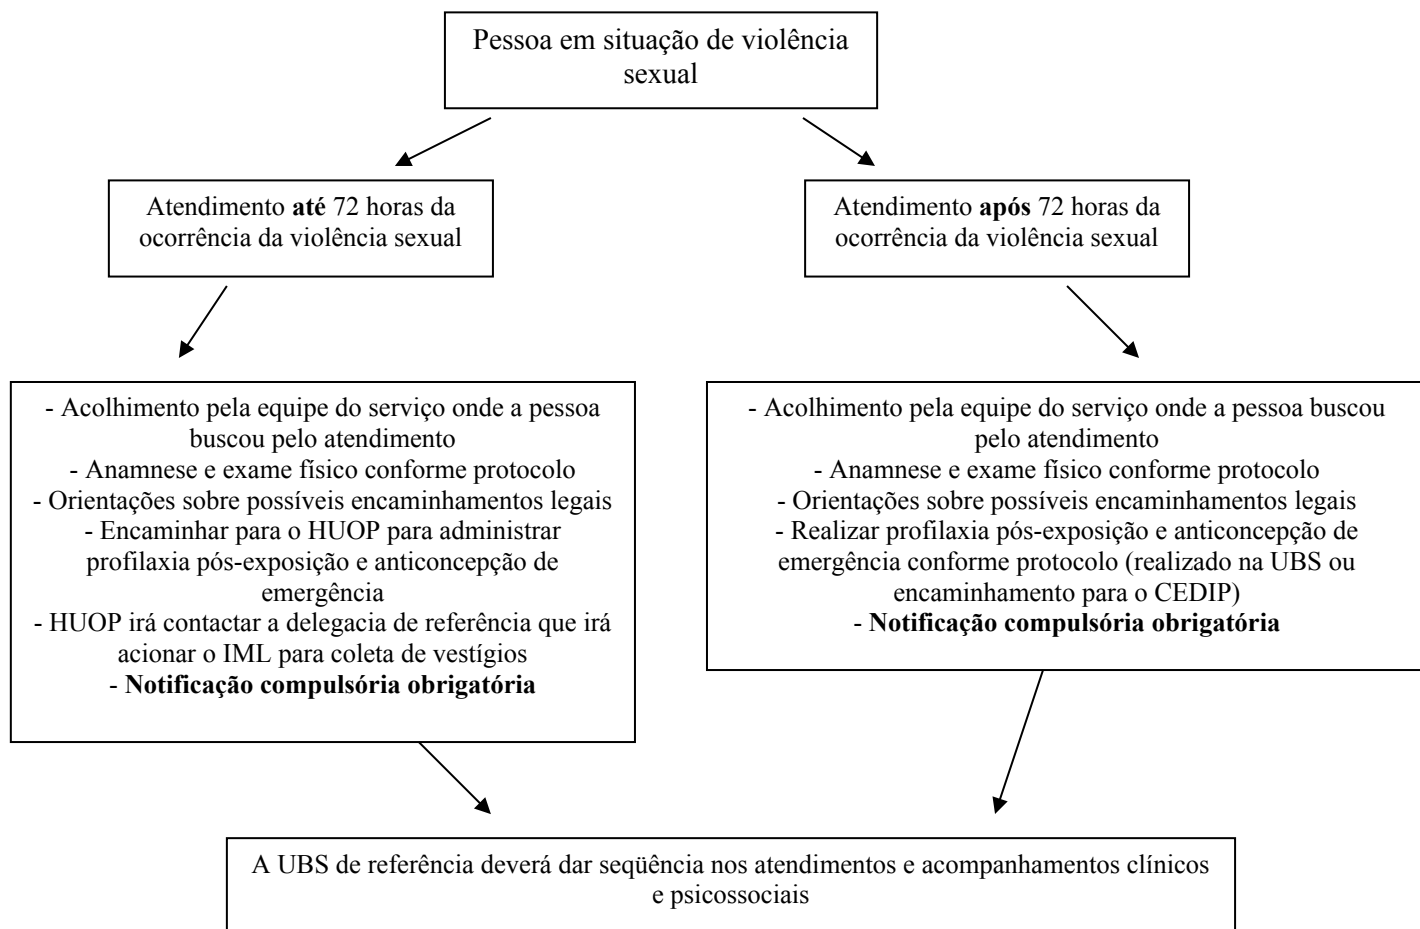 Pessoa em situação de violência
sexual
Atendimento até 72 horas da
ocorrência da violência sexual
Atendimento após 72 horas da
ocorrência da violência sexual
- Acolhimento pela equipe do serviço onde a pessoa
buscou pelo atendimento
- Anamnese e exame físico conforme protocolo
- Orientações sobre possíveis encaminhamentos legais
- Encaminhar para o HUOP para administrar
profilaxia pós-exposição e anticoncepção de
emergência
- HUOP irá contactar a delegacia de referência que irá
acionar o IML para coleta de vestígios
- Notificação compulsória obrigatória
- Acolhimento pela equipe do serviço onde a pessoa buscou
pelo atendimento
- Anamnese e exame físico conforme protocolo
- Orientações sobre possíveis encaminhamentos legais
- Realizar profilaxia pós-exposição e anticoncepção de
emergência conforme protocolo (realizado na UBS ou
encaminhamento para o CEDIP)
- Notificação compulsória obrigatória
A UBS de referência deverá dar seqüência nos atendimentos e acompanhamentos clínicos
e psicossociais